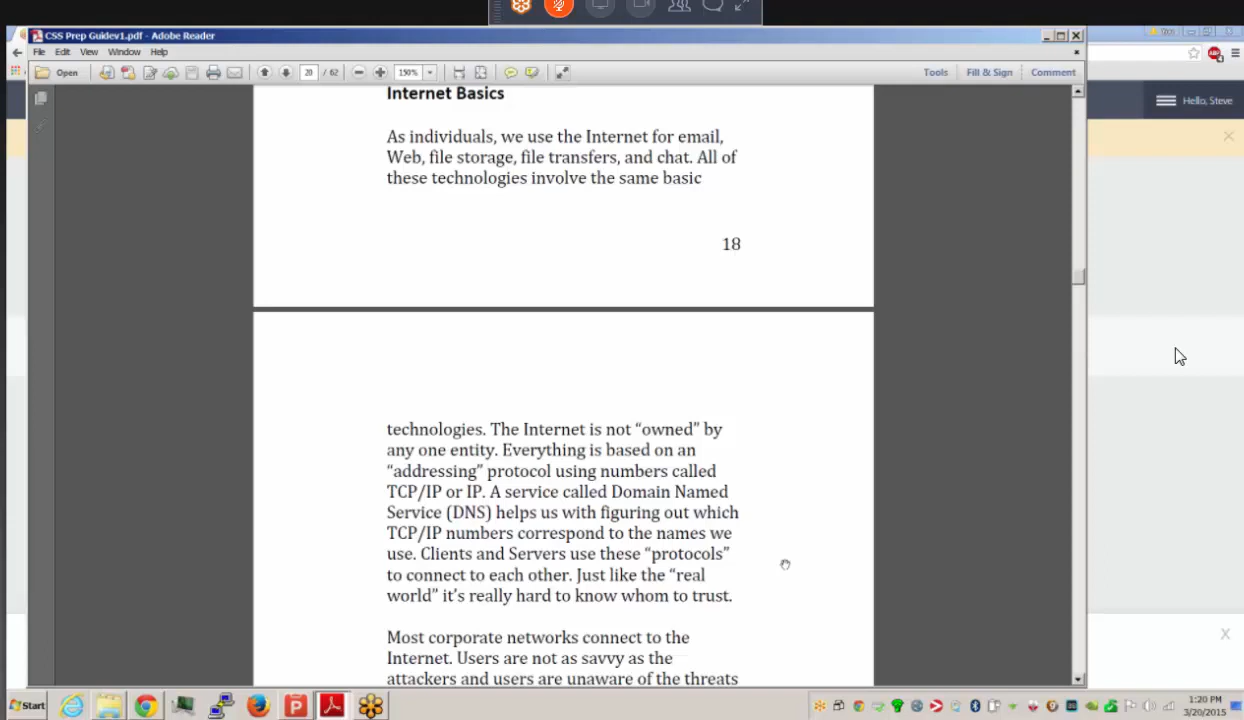 CSS Prep Guidev1.pdf - Adobe Reader
File Edit View Window Help
Open 20 / 62 150% Tools Fill & Sign Comment
Hello, Steve
Internet Basics
As individuals, we use the Internet for email,
Web, file storage, file transfers, and chat. All of
these technologies involve the same basic
18
technologies. The Internet is not “owned” by
any one entity. Everything is based on an
“addressing” protocol using numbers called
TCP/IP or IP. A service called Domain Named
Service (DNS) helps us with figuring out which
TCP/IP numbers correspond to the names we
use. Clients and Servers use these “protocols”
to connect to each other. Just like the “real
world” it’s really hard to know whom to trust.
Most corporate networks connect to the
Internet. Users are not as savvy as the
attackers and users are unaware of the threats
Start
1:20 PM
3/20/2015